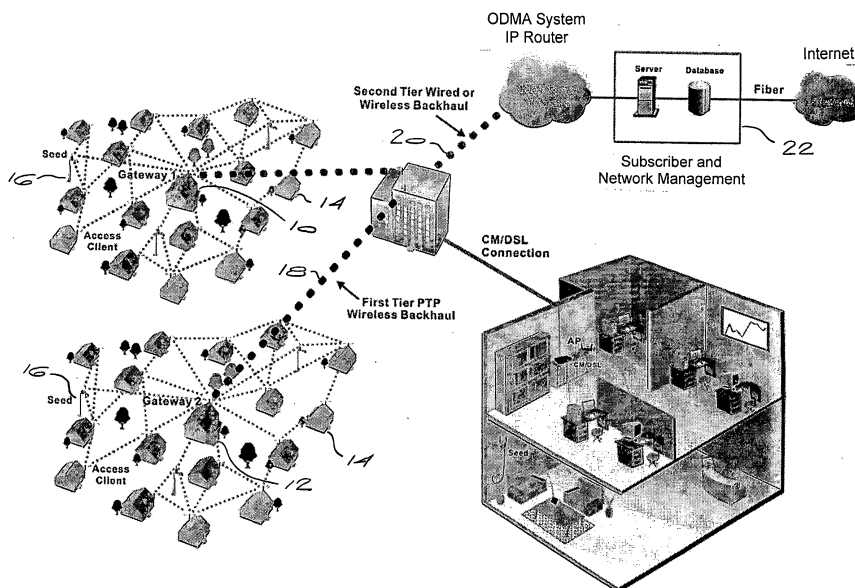 ODMA System
IP Router
Internet
Server
Database
Fiber
Second Tier Wired or
Wireless Backhaul
20
22
Subscriber and
Network Management
Seed
16
Gateway 1
14
10
Access
Client
CM/DSL
Connection
18
First Tier PTP
Wireless Backhaul
AP
CM/DSL
16
Seed
Gateway 2
14
Access
Client
12
Seed